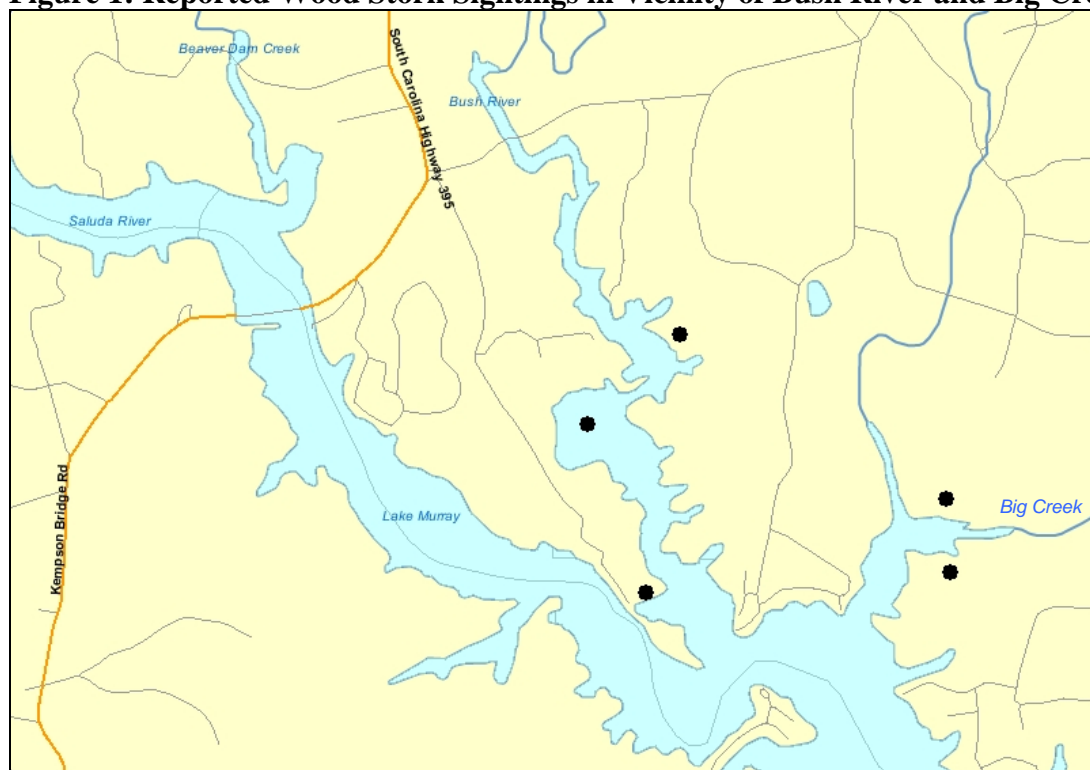 Figure 1. Reported Wood Stork Sightings in Vicinity of Bush River and Big Cre
Beaver Dam Creek
South Carolina Highway 395
Bush River
Saluda River
Kempson Bridge Rd
Lake Murray
Big Creek